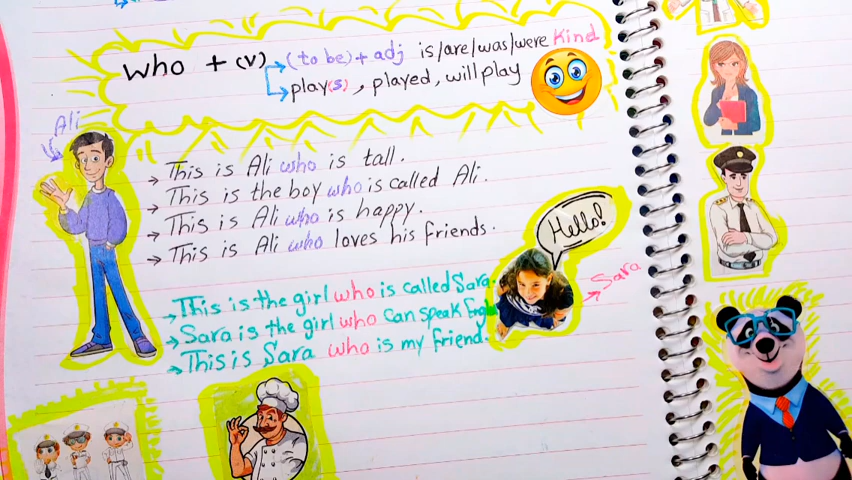 who + (v) → (to be) + adj is/are/was/were Kind
→ play(s), played, will play
Ali
→ This is Ali who is tall.
→ This is the boy who is called Ali.
→ This is Ali who is happy.
→ This is Ali who loves his friends.
Hello!
Sara
→ This is the girl who is called Sara.
→ Sara is the girl who can speak
→ This is Sara who is my friend.